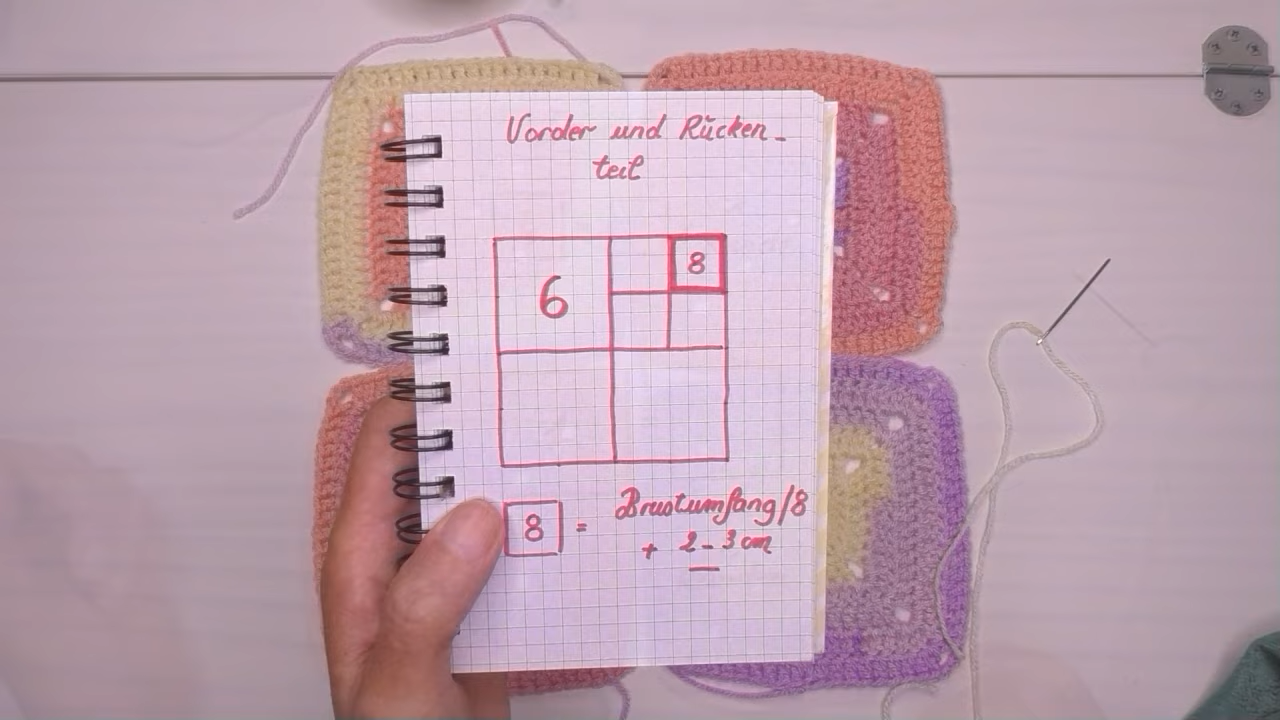 Vorder und Rücken-
teil
8
6
8 = Brustumfang/8
+ 2-3 cm